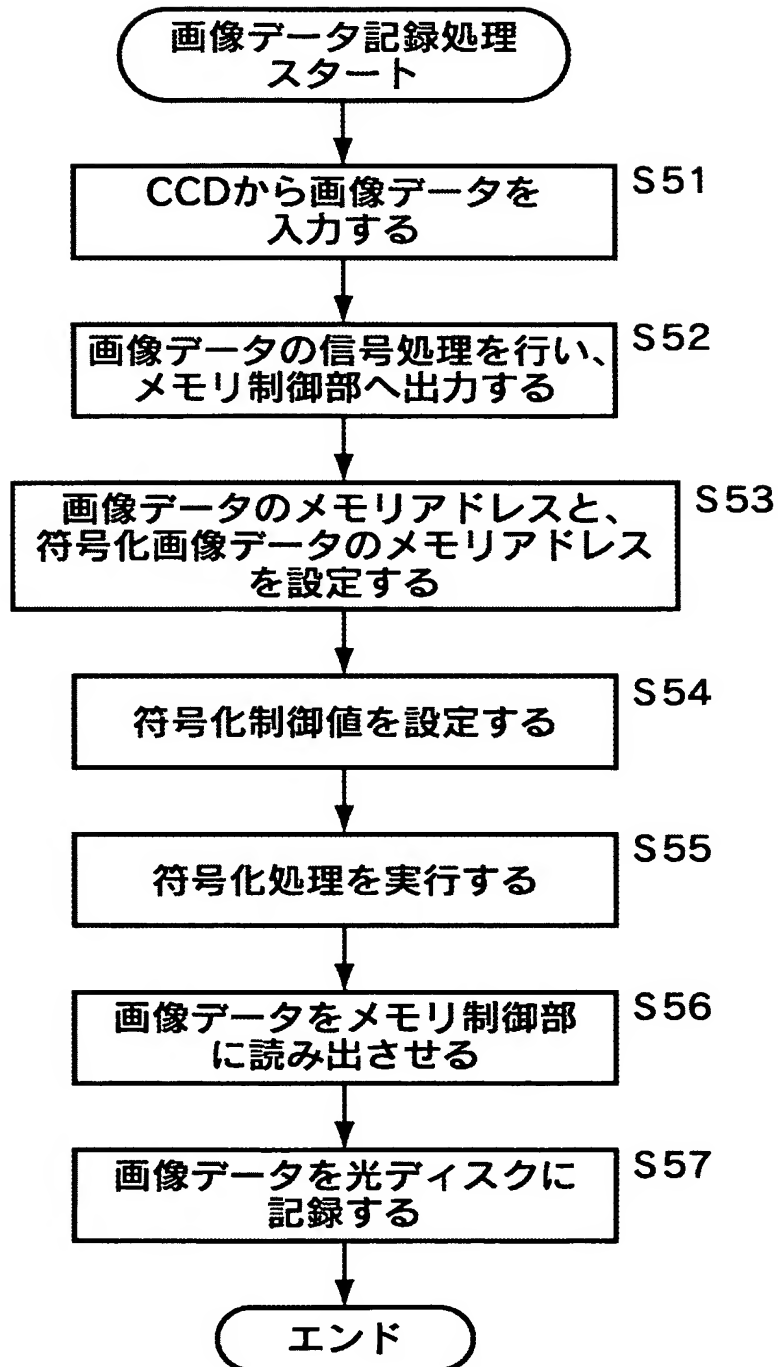 画像データ記録処理
スタート
CCDから画像データを
入力する
S51
画像データの信号処理を行い、
メモリ制御部へ出力する
S52
画像データのメモリアドレスと、
符号化画像データのメモリアドレス
を設定する
S53
符号化制御値を設定する
S54
符号化処理を実行する
S55
画像データをメモリ制御部
に読み出させる
S56
画像データを光ディスクに
記録する
S57
エンド